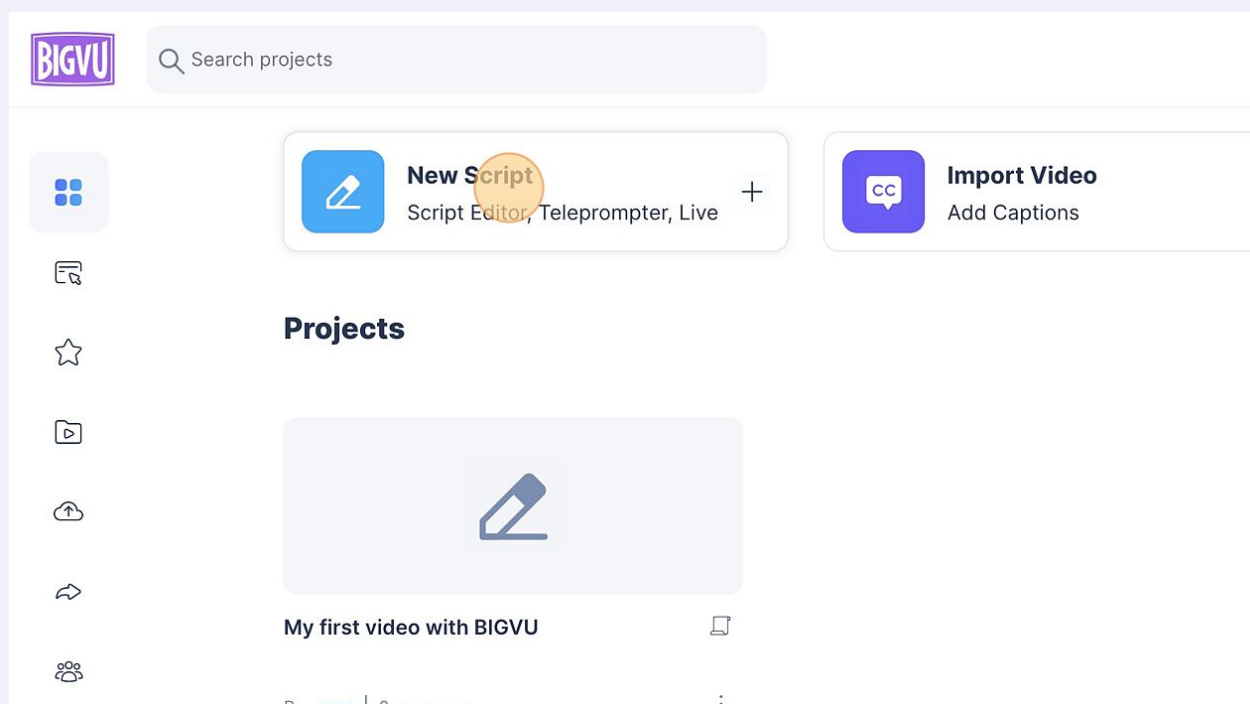 BIGVU
Search projects
New Script
Script Editor, Teleprompter, Live
Import Video
Add Captions
CC
Projects
My first video with BIGVU